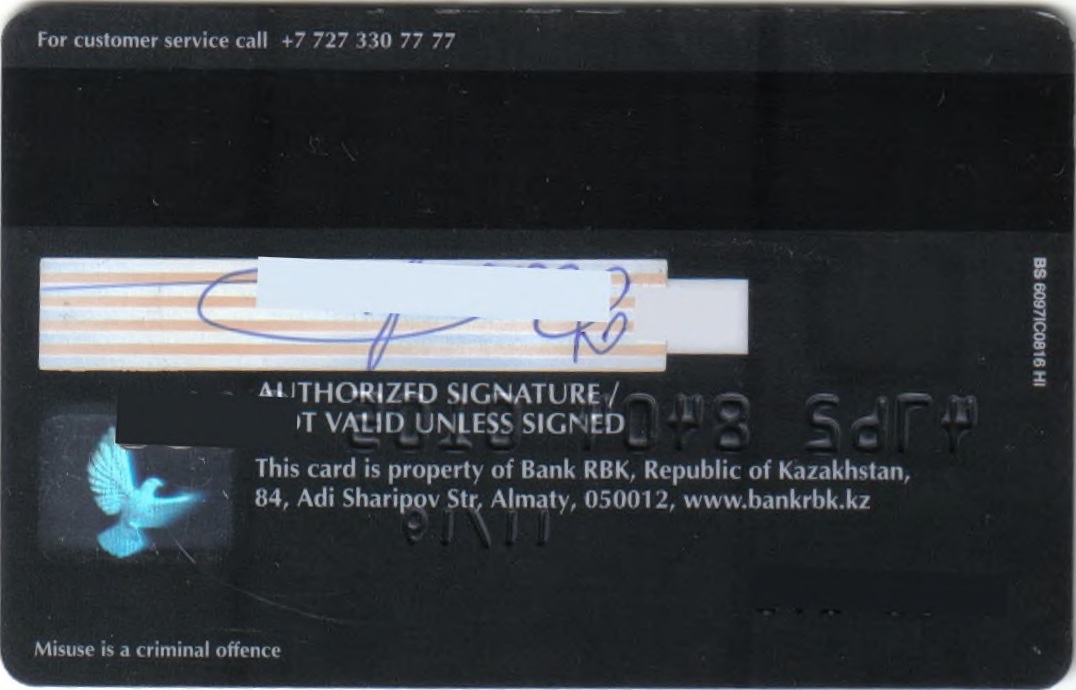 For customer service call +7 727 330 77 77
BS 6097IC0816 HI
AUTHORIZED SIGNATURE /
VALID UNLESS SIGNED
This card is property of Bank RBK, Republic of Kazakhstan,
84, Adi Sharipov Str, Almaty, 050012, www.bankrbk.kz
Misuse is a criminal offence